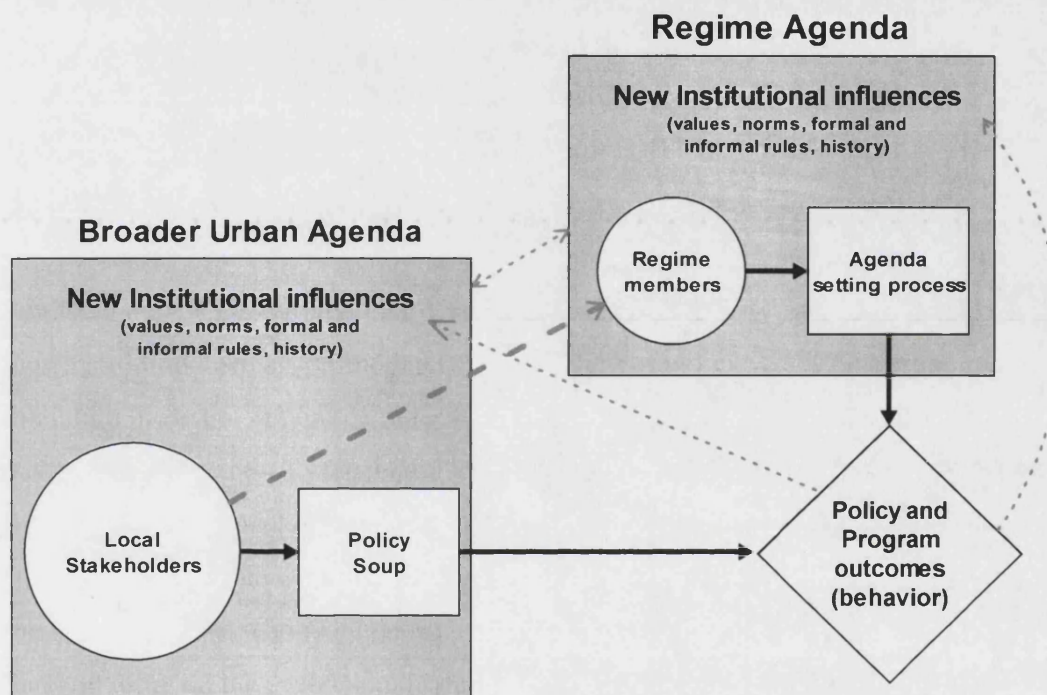 Regime Agenda
New Institutional influences
(values, norms, formal and
informal rules, history)
Regime
members
Agenda
setting process
Broader Urban Agenda
New Institutional influences
(values, norms, formal and
informal rules, history)
Local
Stakeholders
Policy
Soup
Policy and
Program
outcomes
(behavior)